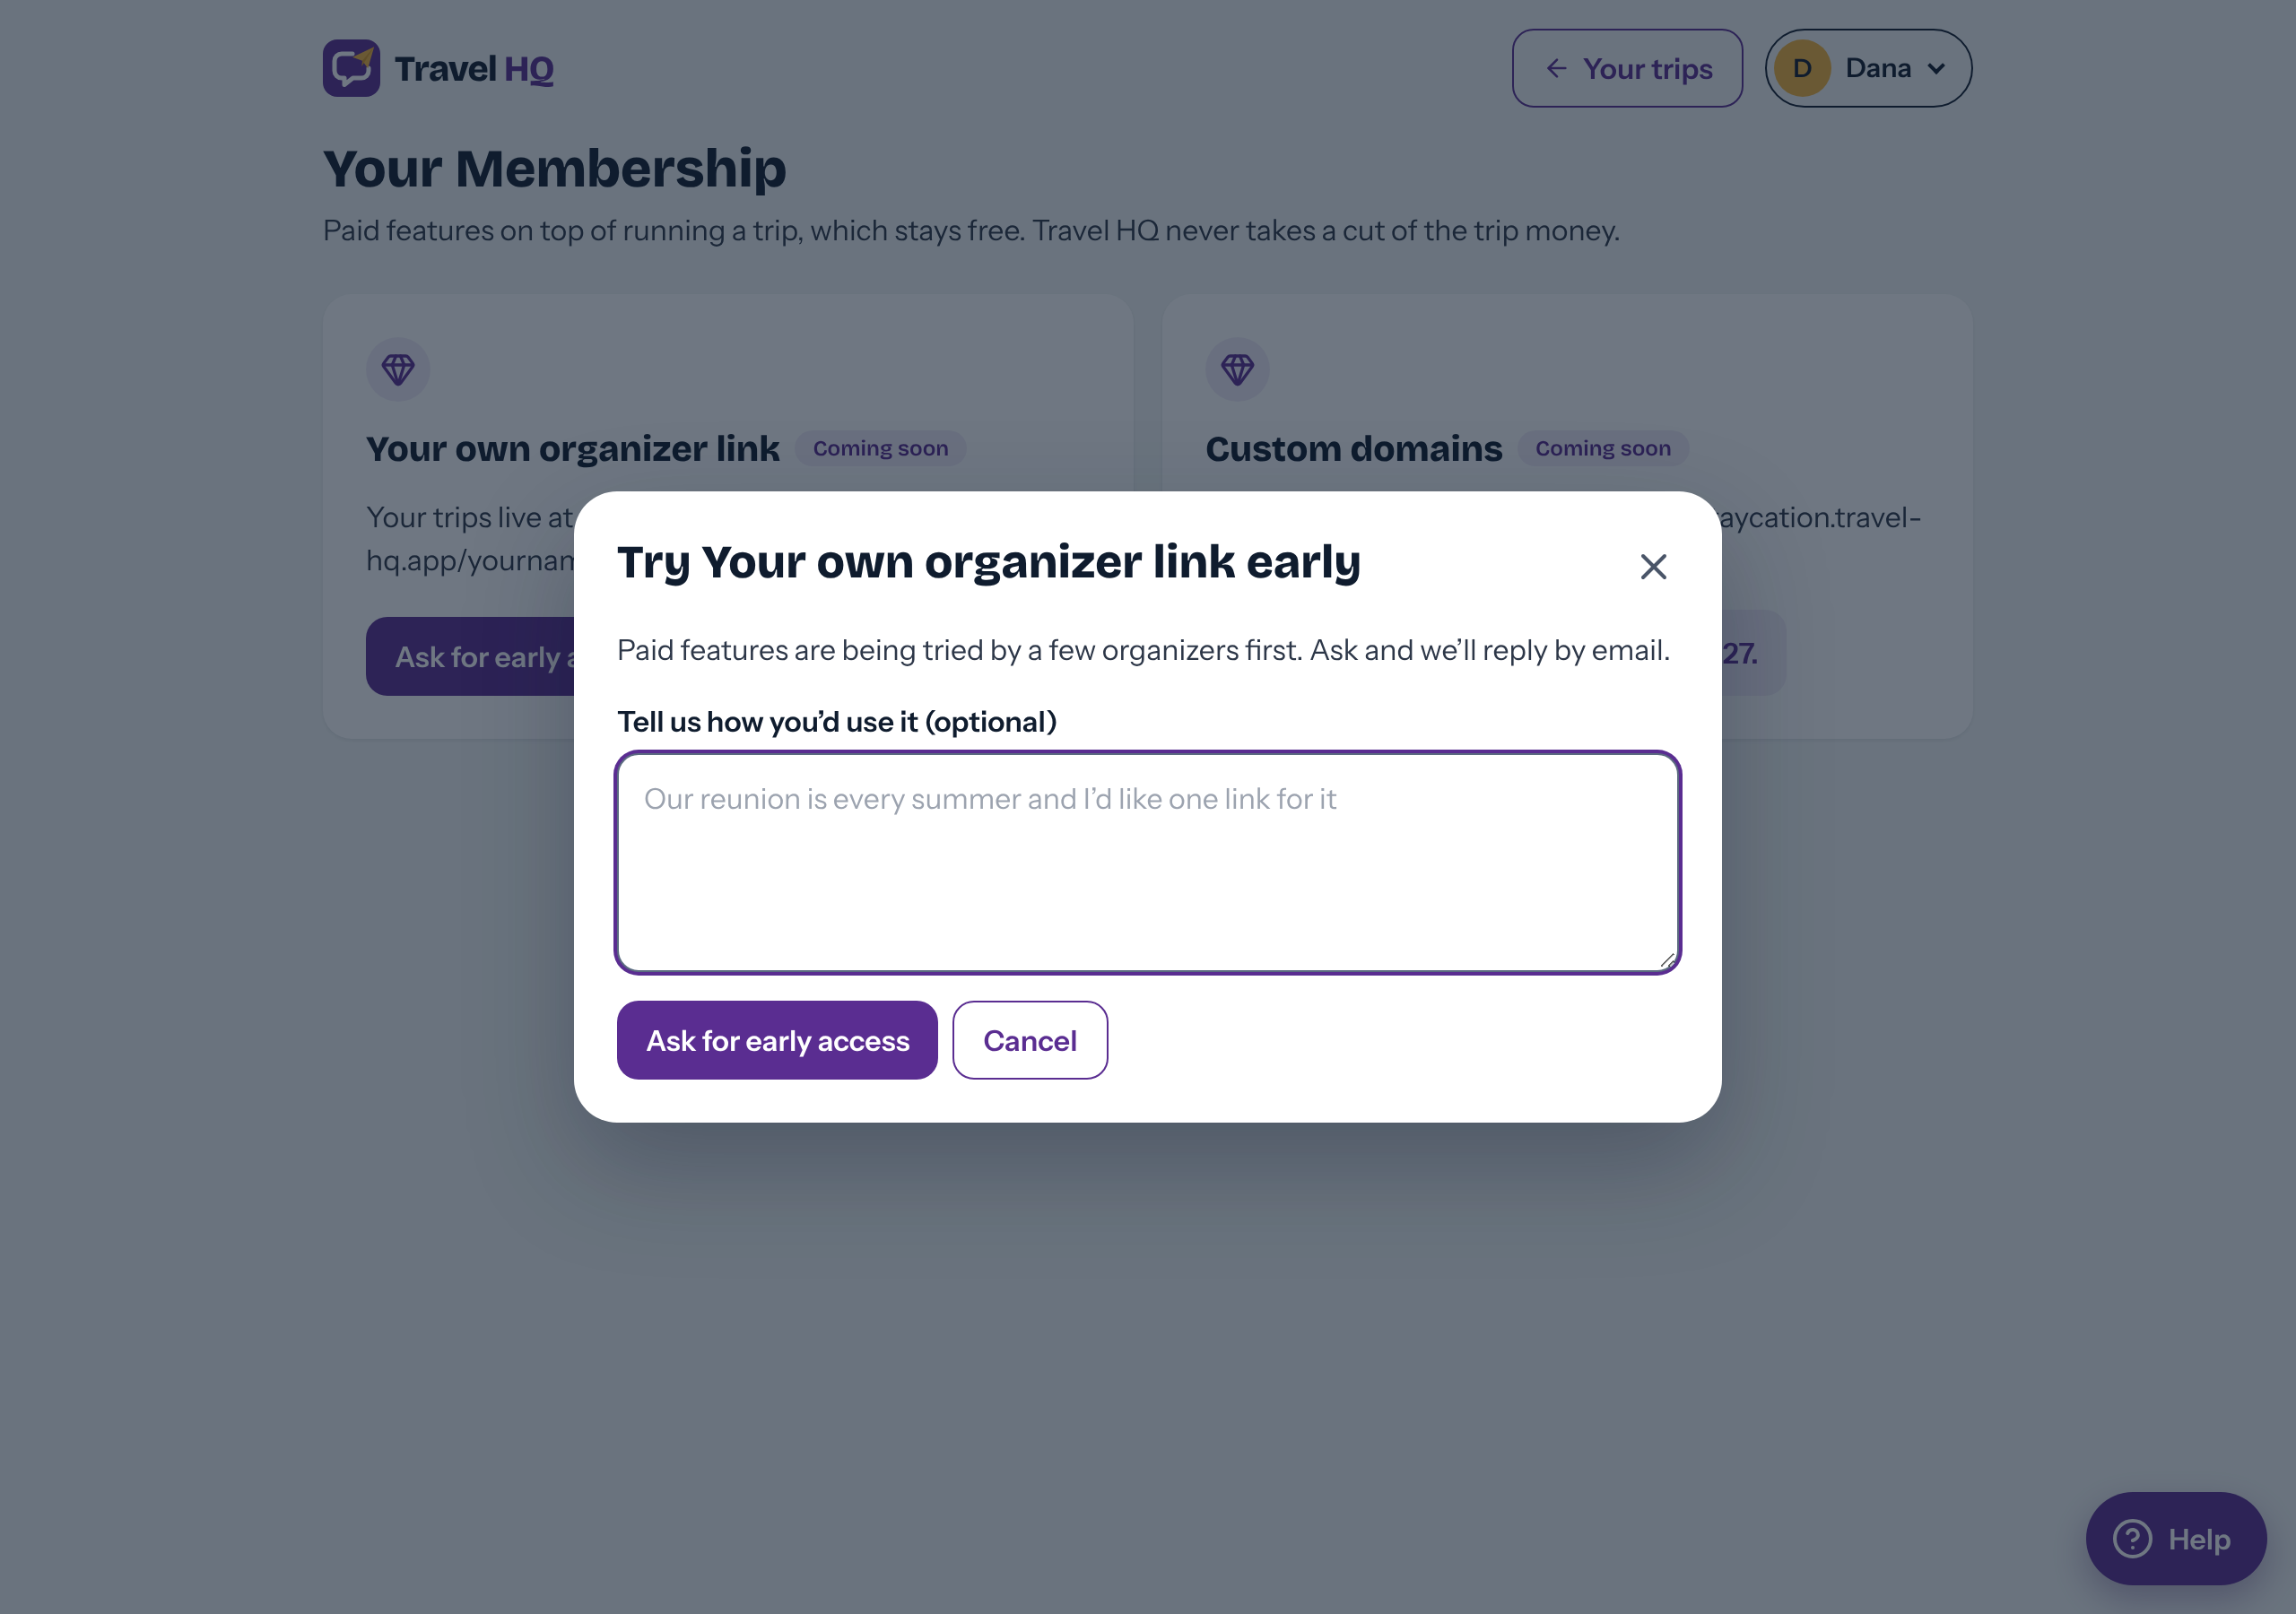 Travel HQ
Your trips
D
Dana
Your Membership
Paid features on top of running a trip, which stays free. Travel HQ never takes a cut of the trip money.
Your own organizer link
Coming soon
Your trips live at
hq.app/
Ask for early
Custom domains
Coming soon
aycation.travel-
27.
Try Your own organizer link early
Paid features are being tried by a few organizers first. Ask and we’ll reply by email.
Tell us how you’d use it (optional)
Our reunion is every summer and I’d like one link for it
Ask for early access
Cancel
Help